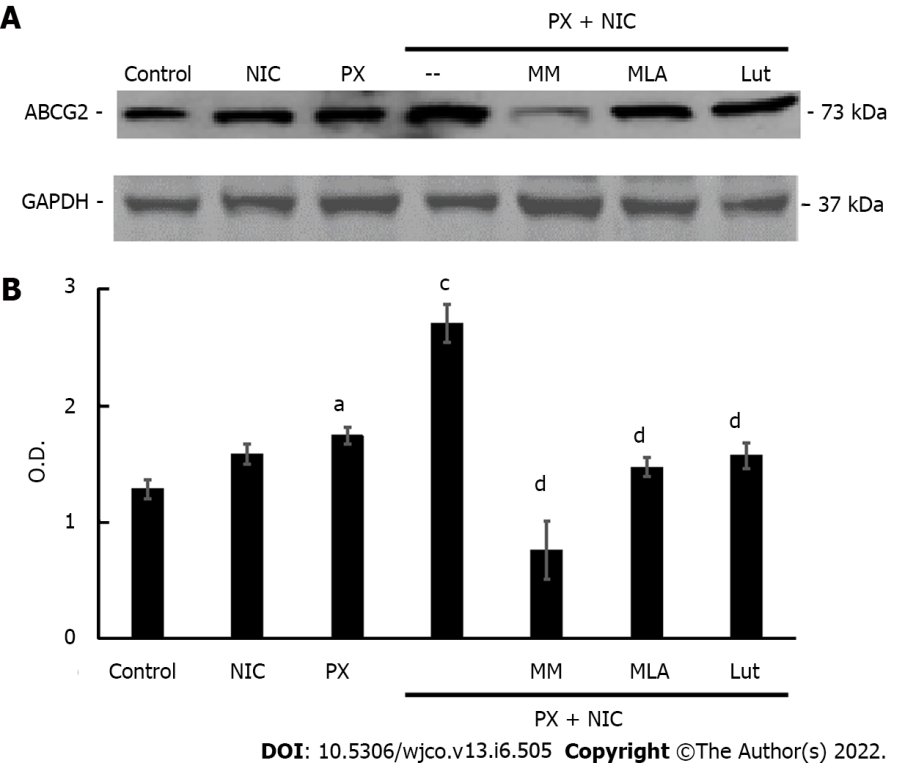 A
PX + NIC
Control NIC PX -- MM MLA Lut
ABCG2 - - 73 kDa
GAPDH - - 37 kDa
B
3
c
2
a
d
d
d
O.D.
1
0
Control NIC PX MM MLA Lut
PX + NIC
DOI: 10.5306/wjco.v13.i6.505 Copyright ©The Author(s) 2022.